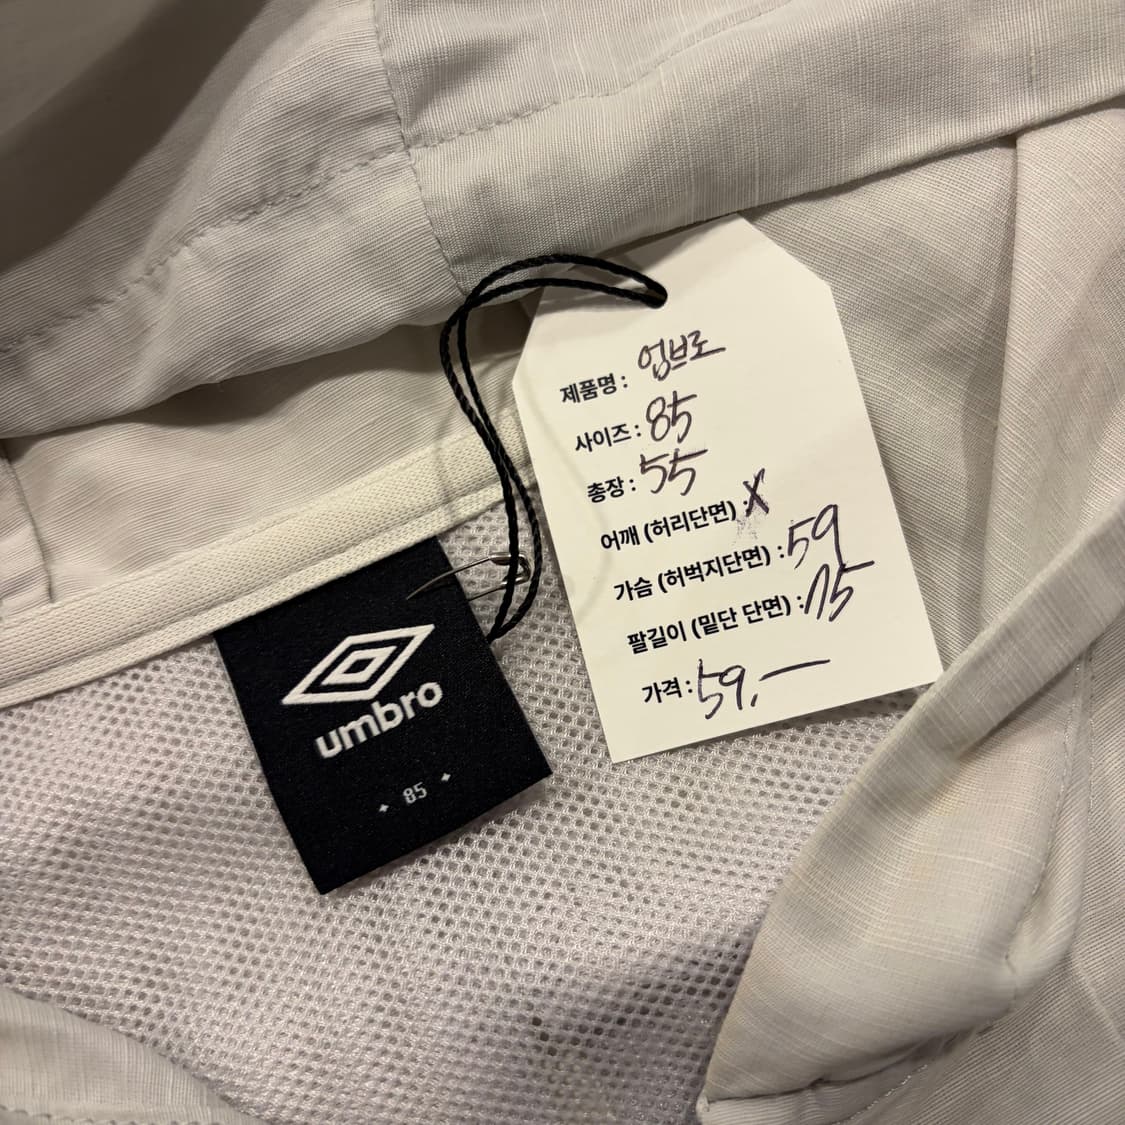 제품명 : 엄브로
사이즈 : 85
총장 : 55
어깨 (허리단면) : X
가슴 (허벅지단면) : 59
팔길이 (밑단 단면) : 75
가격 : 59,-
umbro
85